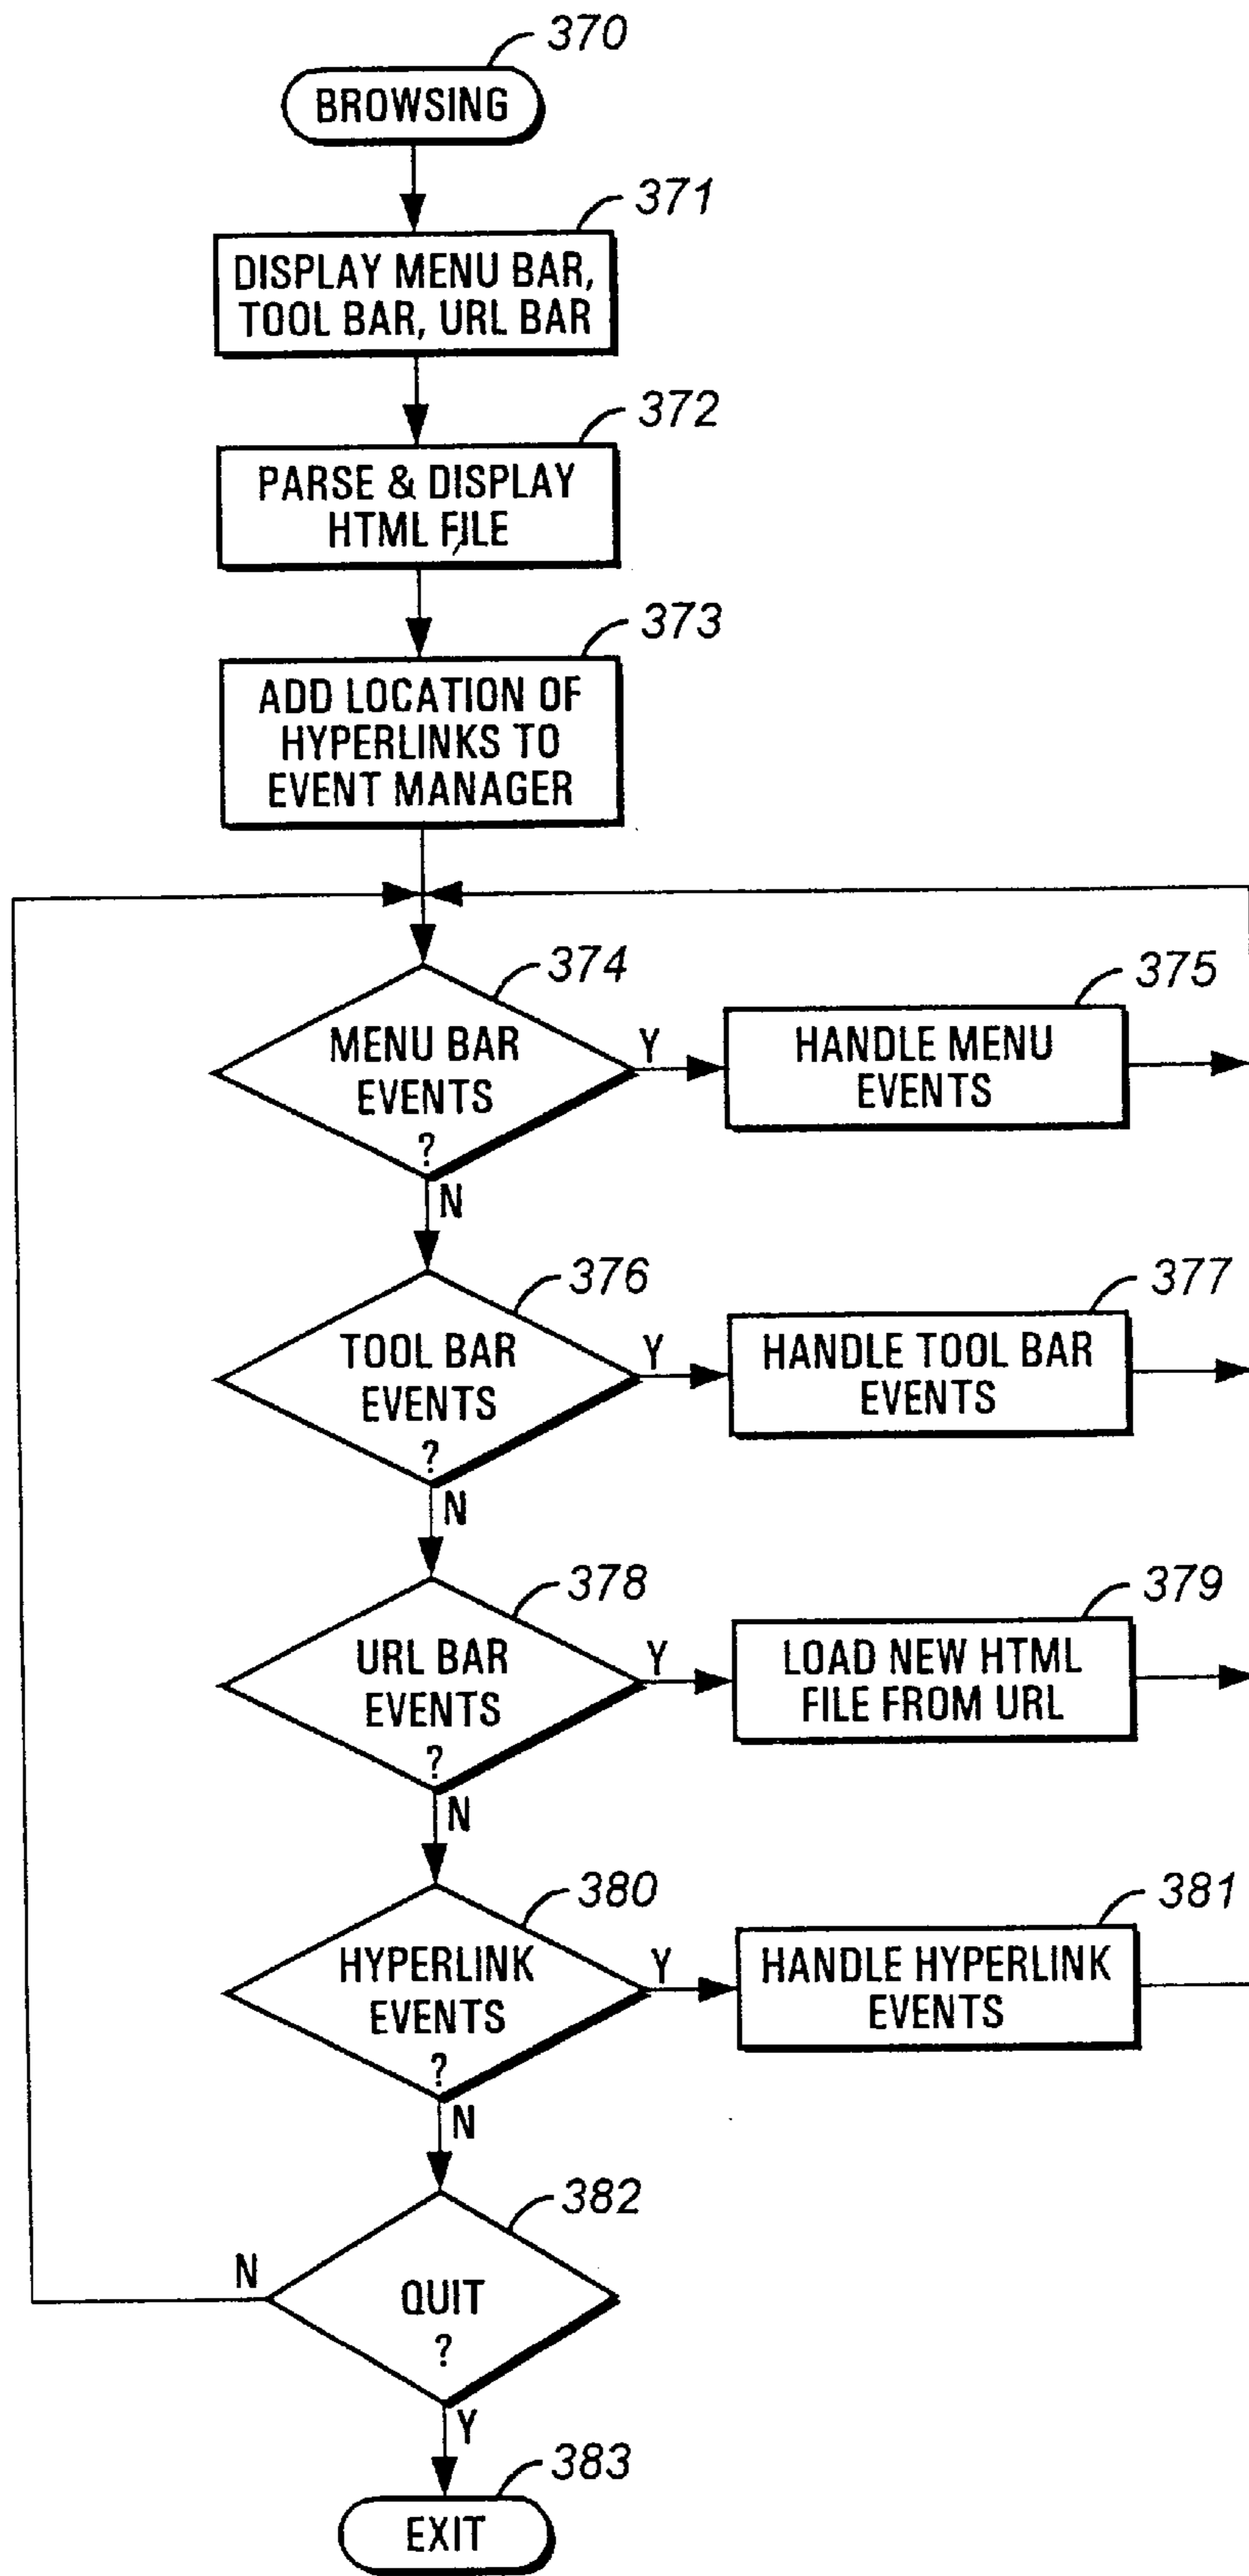 370
BROWSING
371
DISPLAY MENU BAR,
TOOL BAR, URL BAR
372
PARSE & DISPLAY
HTML FILE
373
ADD LOCATION OF
HYPERLINKS TO
EVENT MANAGER
374
MENU BAR
EVENTS
?
Y
N
375
HANDLE MENU
EVENTS
376
TOOL BAR
EVENTS
?
Y
N
377
HANDLE TOOL BAR
EVENTS
378
URL BAR
EVENTS
?
Y
N
379
LOAD NEW HTML
FILE FROM URL
380
HYPERLINK
EVENTS
?
Y
N
381
HANDLE HYPERLINK
EVENTS
382
N
QUIT
?
Y
383
EXIT